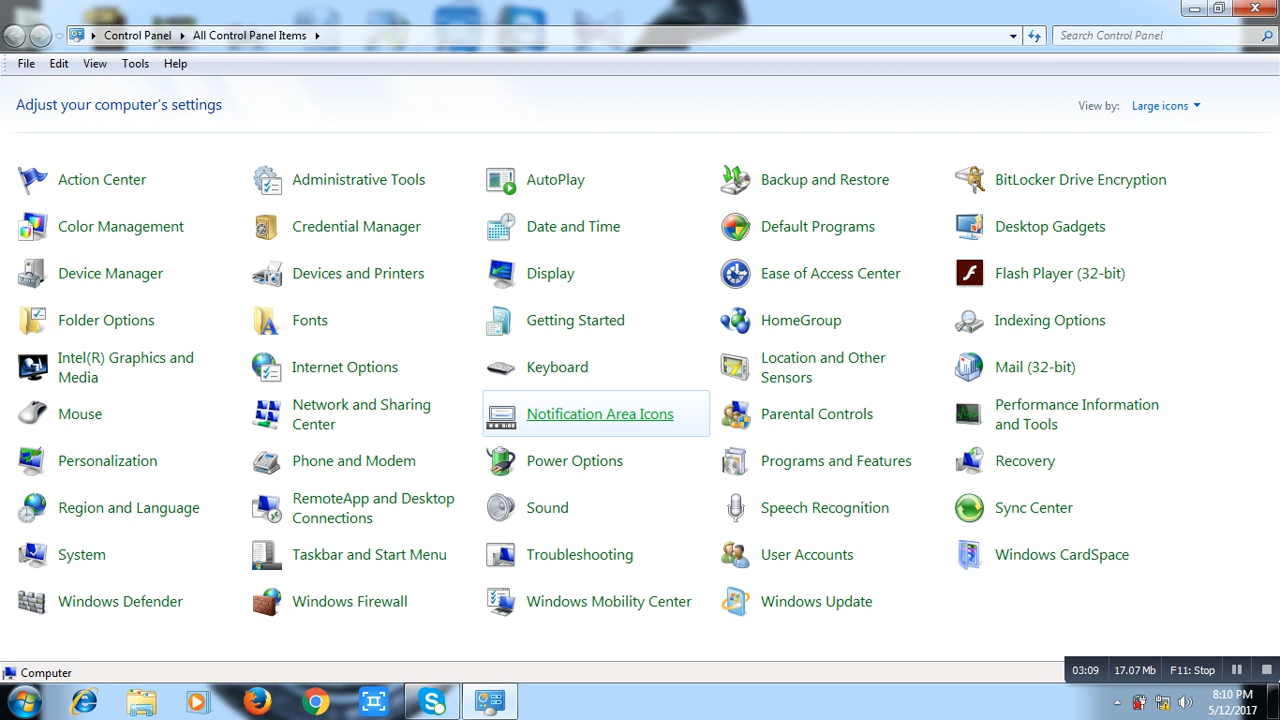 Control Panel All Control Panel Items
Search Control Panel
File Edit View Tools Help
Adjust your computer's settings
View by: Large icons
Action Center
Administrative Tools
AutoPlay
Backup and Restore
BitLocker Drive Encryption
Color Management
Credential Manager
Date and Time
Default Programs
Desktop Gadgets
Device Manager
Devices and Printers
Display
Ease of Access Center
Flash Player (32-bit)
Folder Options
Fonts
Getting Started
HomeGroup
Indexing Options
Intel(R) Graphics and
Media
Internet Options
Keyboard
Location and Other
Sensors
Mail (32-bit)
Mouse
Network and Sharing
Center
Notification Area Icons
Parental Controls
Performance Information
and Tools
Personalization
Phone and Modem
Power Options
Programs and Features
Recovery
Region and Language
RemoteApp and Desktop
Connections
Sound
Speech Recognition
Sync Center
System
Taskbar and Start Menu
Troubleshooting
User Accounts
Windows CardSpace
Windows Defender
Windows Firewall
Windows Mobility Center
Windows Update
Computer
03:09 17.07 Mb F11: Stop
8:10 PM
5/12/2017